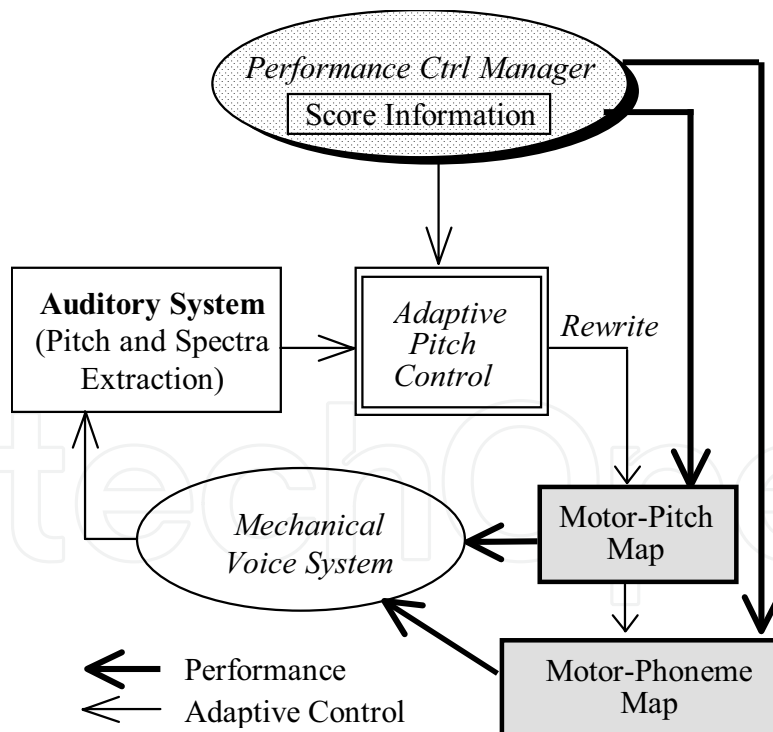 Performance Ctrl Manager
Score Information
Auditory System
(Pitch and Spectra
Extraction)
Adaptive
Pitch
Control
Rewrite
Mechanical
Voice System
Motor-Pitch
Map
Motor-Phoneme
Map
Performance
Adaptive Control